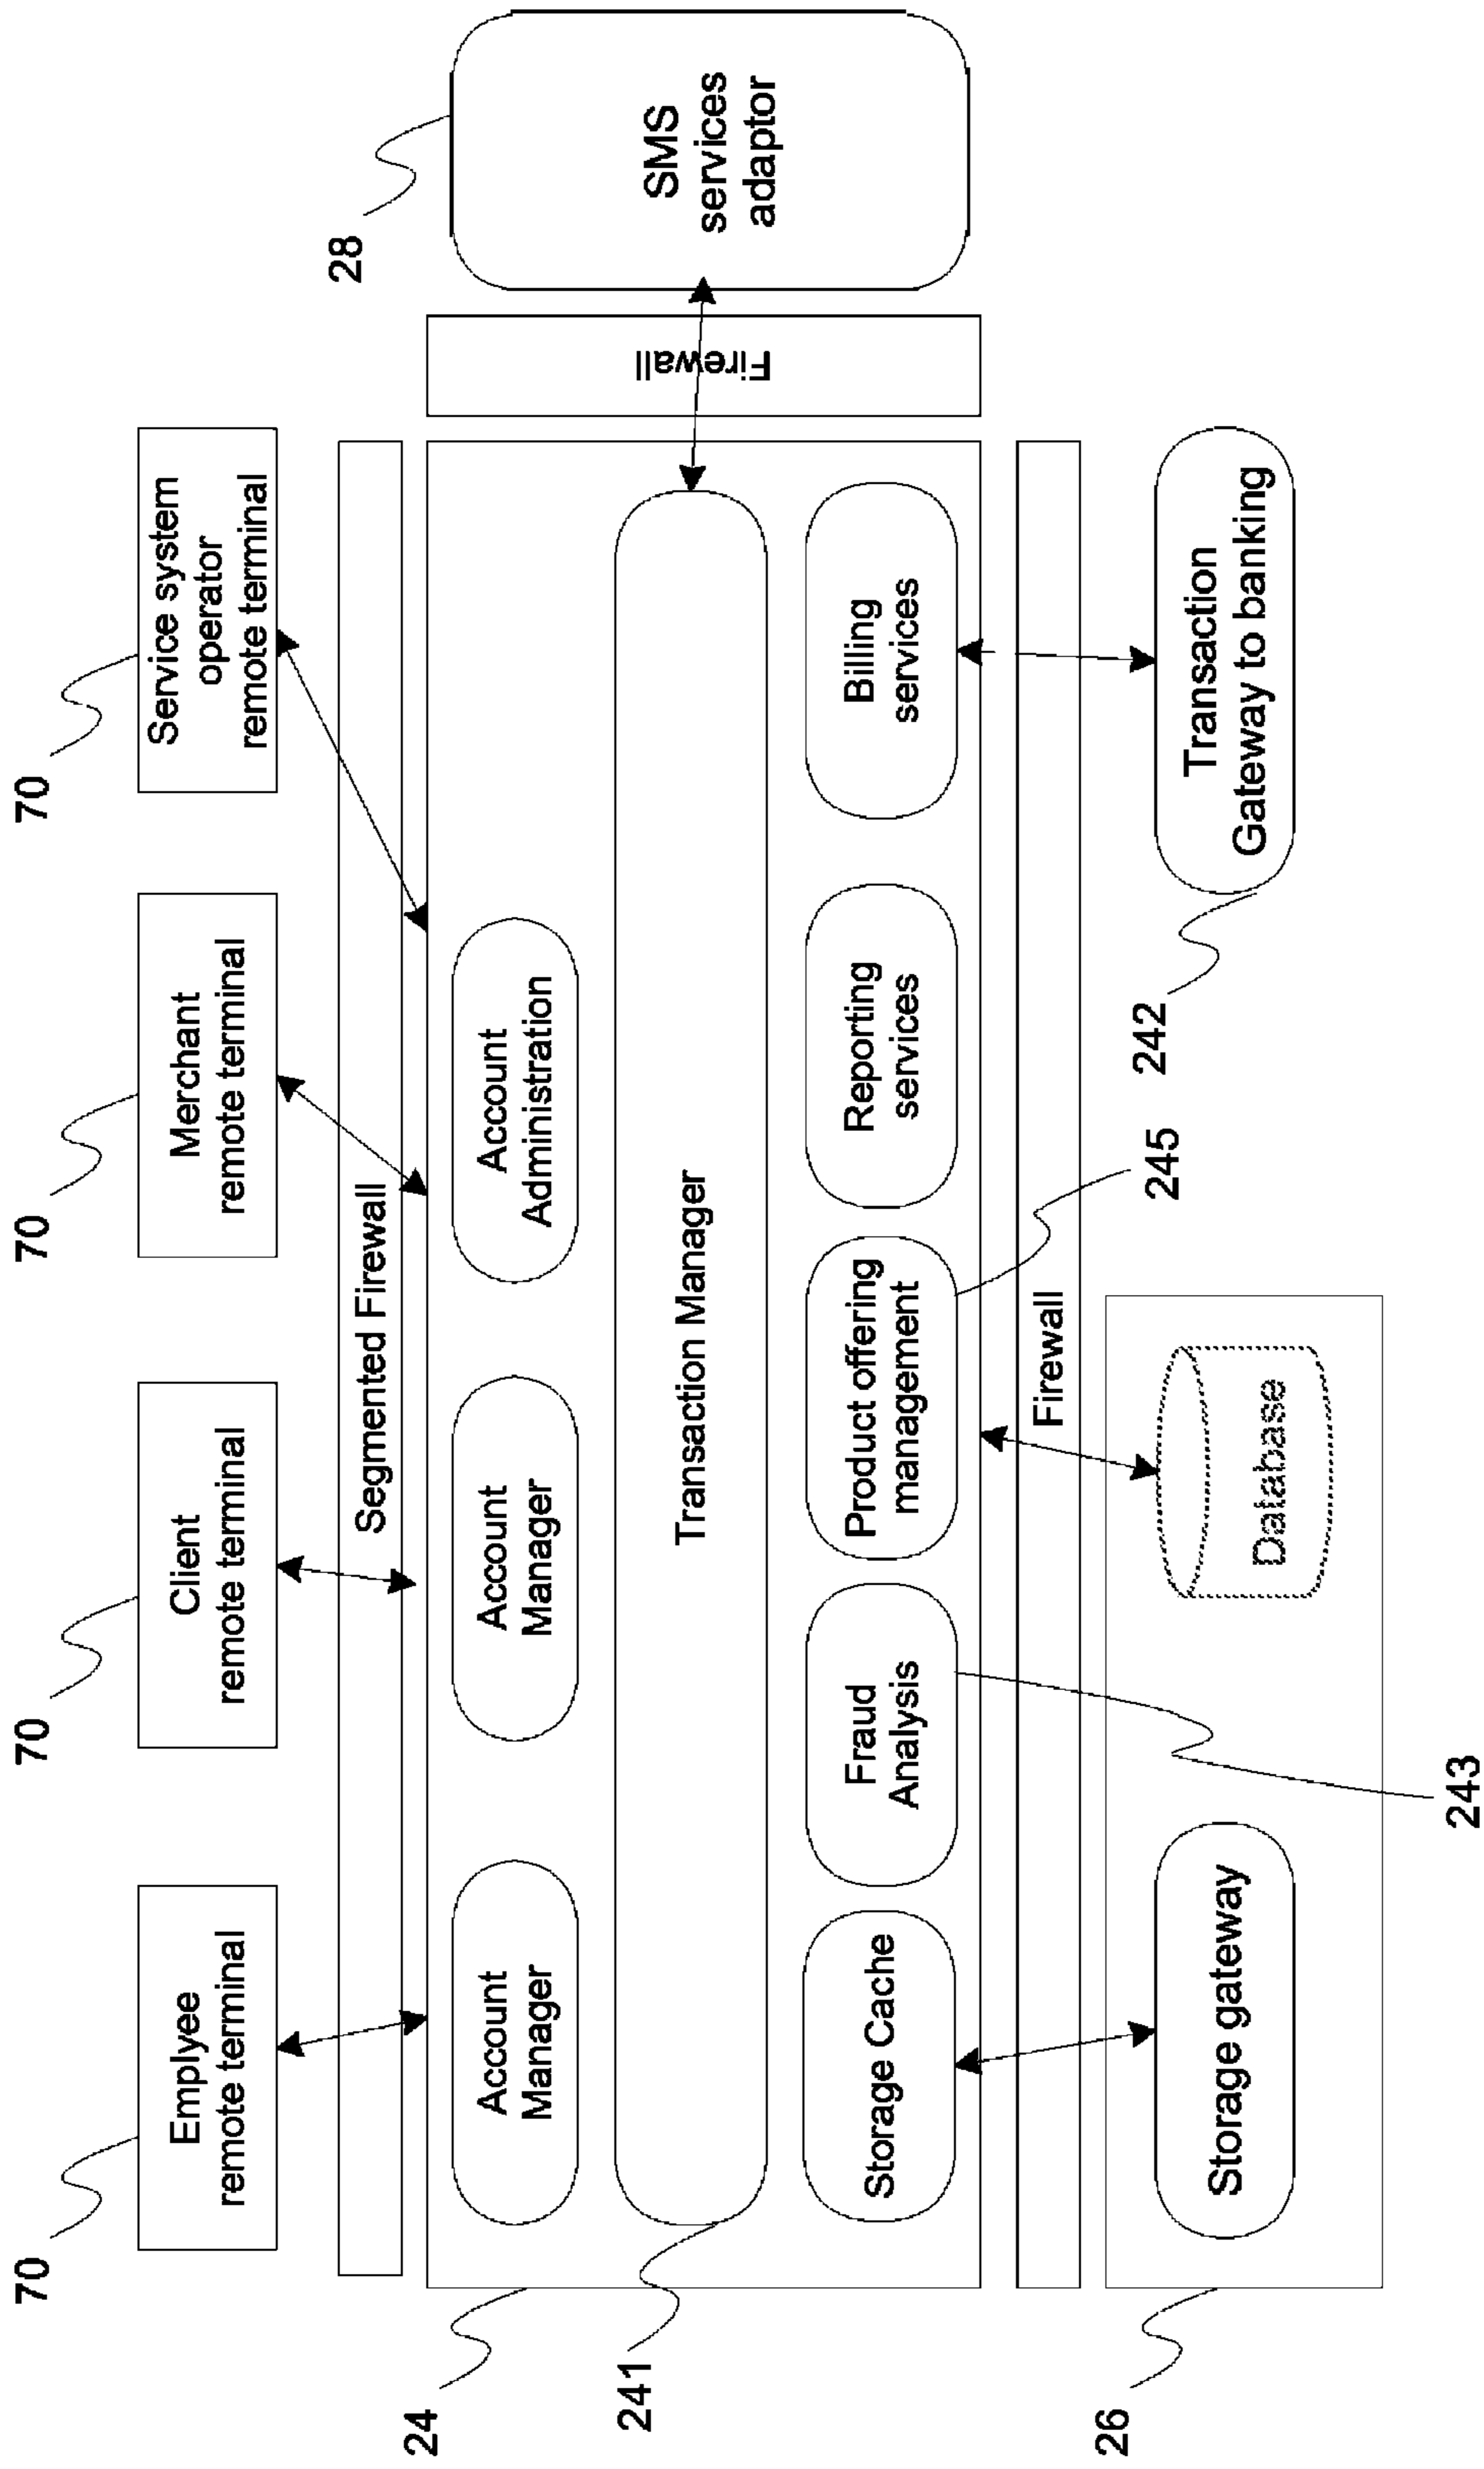 70
70
70
70
Emplyee
remote terminal
Client
remote terminal
Merchant
remote terminal
Service system
operator
remote terminal
28
Segmented Firewall
24
Account
Manager
Account
Manager
Account
Administration
Firewall
SMS
services
adaptor
241
Transaction Manager
Storage Cache
Fraud
Analysis
Product offering
management
Reporting
services
Billing
services
Firewall
245
242
26
Storage gateway
Database
Transaction
Gateway to banking
243